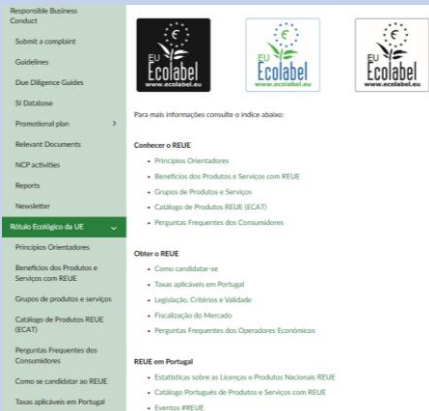 Responsible Business
Conduct
Submit a complaint
Guidelines
Due Diligence Guides
SI Database
Promotional plan
Relevant Documents
NCP activities
Reports
Newsletter
Rótulo Ecológico da UE
Princípios Orientadores
Benefícios dos Produtos e
Serviços com REUE
Grupos de produtos e serviços
Catálogo de Produtos REUE
(ECAT)
Perguntas Frequentes dos
Consumidores
Como se candidatar ao REUE
Taxas aplicáveis em Portugal
EU
Ecolabel
www.ecolabel.eu
EU
Ecolabel
www.ecolabel.eu
EU
Ecolabel
www.ecolabel.eu
Para mais informações consulte o índice abaixo:
Conhecer o REUE
• Princípios Orientadores
• Benefícios dos Produtos e Serviços com REUE
• Grupos de Produtos e Serviços
• Catálogo de Produtos REUE (ECAT)
• Perguntas Frequentes dos Consumidores
Obter o REUE
• Como candidatar-se
• Taxas aplicáveis em Portugal
• Legislação, Critérios e Validade
• Fiscalização do Mercado
• Perguntas Frequentes dos Operadores Económicos
REUE em Portugal
• Estatísticas sobre as Licenças e Produtos Nacionais REUE
• Catálogo Português de Produtos e Serviços com REUE
• Eventos #REUE